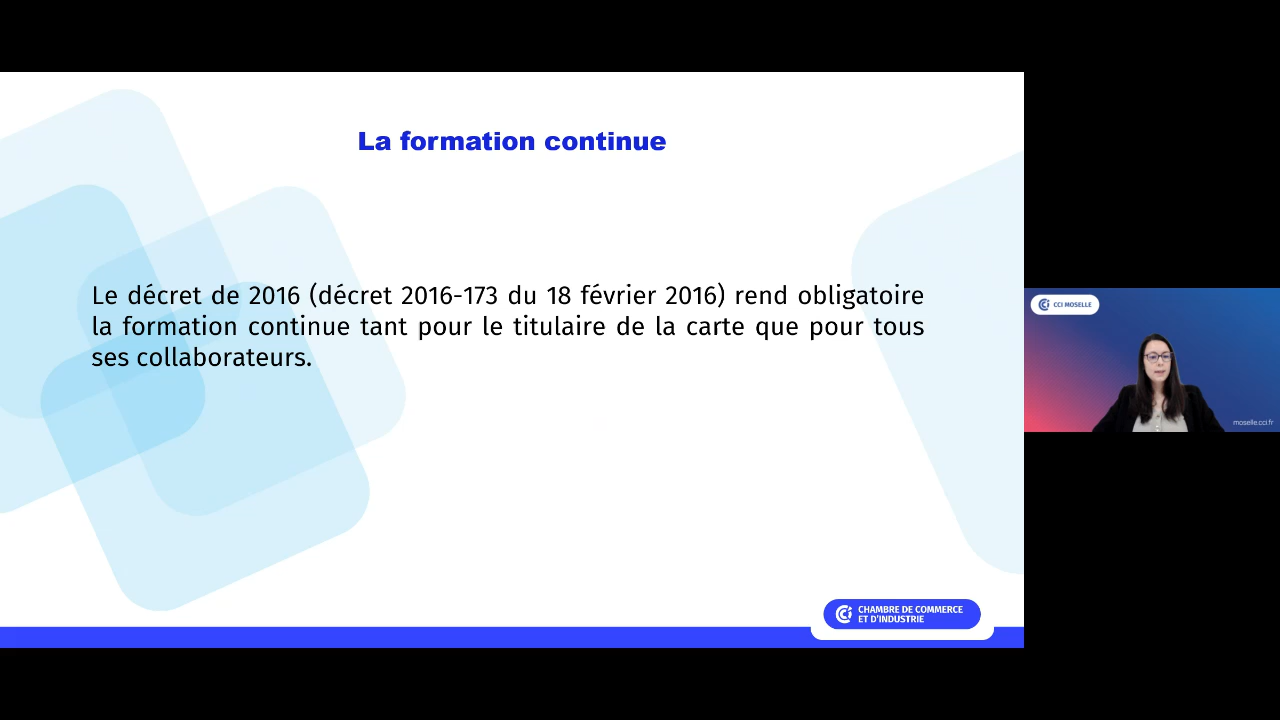 La formation continue
Le décret de 2016 (décret 2016-173 du 18 février 2016) rend obligatoire
la formation continue tant pour le titulaire de la carte que pour tous
ses collaborateurs.
CCI MOSELLE
moselle.cci.fr
CHAMBRE DE COMMERCE
ET D'INDUSTRIE